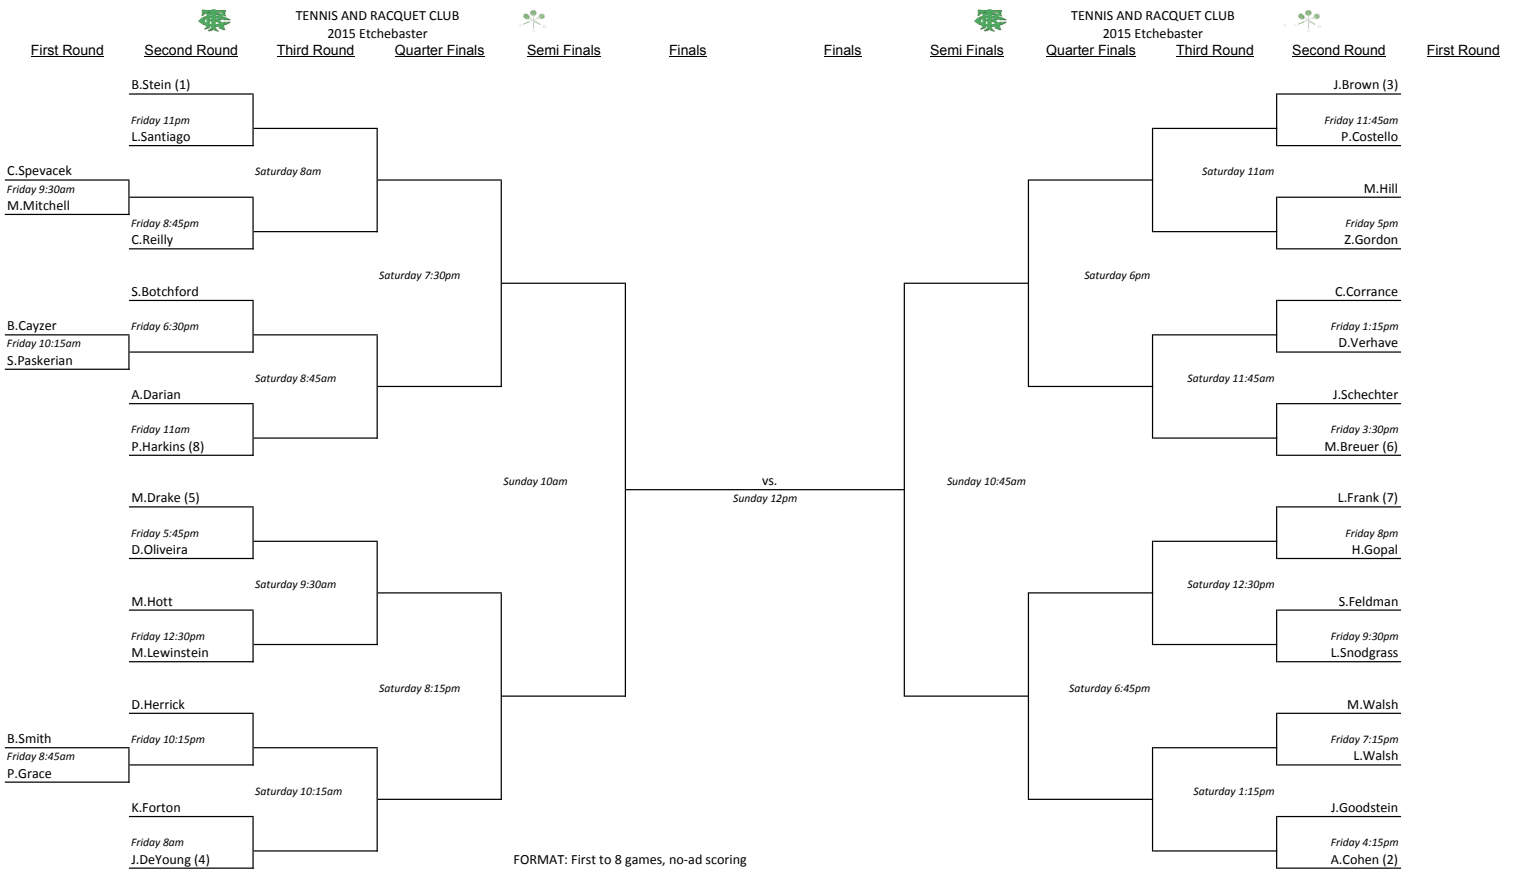 TENNIS AND RACQUET CLUB
2015 Etchebaster
TENNIS AND RACQUET CLUB
2015 Etchebaster
First Round
Second Round
Third Round
Quarter Finals
Semi Finals
Finals
Finals
Semi Finals
Quarter Finals
Third Round
Second Round
First Round
B.Stein (1)
Friday 11pm
L.Santiago
Saturday 8am
C.Spevacek
Friday 9:30am
M.Mitchell
Friday 8:45pm
C.Reilly
Saturday 7:30pm
S.Botchford
Friday 6:30pm
B.Cayzer
Friday 10:15am
S.Paskerian
Saturday 8:45am
A.Darian
Friday 11am
P.Harkins (8)
Sunday 10am
M.Drake (5)
Friday 5:45pm
D.Oliveira
Saturday 9:30am
M.Hott
Friday 12:30pm
M.Lewinstein
Saturday 8:15pm
D.Herrick
Friday 10:15pm
B.Smith
Friday 8:45am
P.Grace
Saturday 10:15am
K.Forton
Friday 8am
J.DeYoung (4)
vs.
Sunday 12pm
J.Brown (3)
Friday 11:45am
P.Costello
Saturday 11am
M.Hill
Friday 5pm
Z.Gordon
Saturday 6pm
C.Corrance
Friday 1:15pm
D.Verhave
Saturday 11:45am
J.Schechter
Friday 3:30pm
M.Breuer (6)
Sunday 10:45am
L.Frank (7)
Friday 8pm
H.Gopal
Saturday 12:30pm
S.Feldman
Friday 9:30pm
L.Snodgrass
Saturday 6:45pm
M.Walsh
Friday 7:15pm
L.Walsh
Saturday 1:15pm
J.Goodstein
Friday 4:15pm
A.Cohen (2)
FORMAT: First to 8 games, no-ad scoring